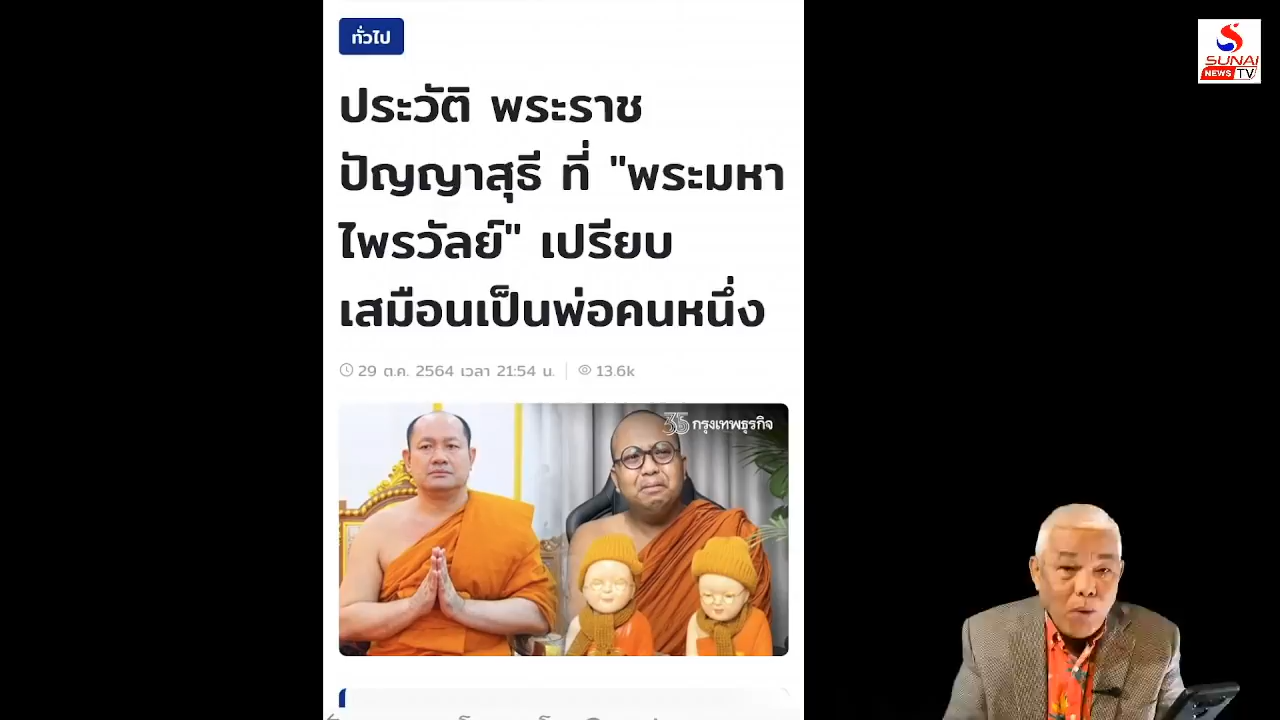 ทั่วไป
SUNAI
NEWS TV
ประวัติ พระราช
ปัญญาสุธี ที่ "พระมหา
ไพรวัลย์" เปรียบ
เสมือนเป็นพ่อคนหนึ่ง
29 ต.ค. 2564 เวลา 21:54 น. 13.6k
35 กรุงเทพธุรกิจ